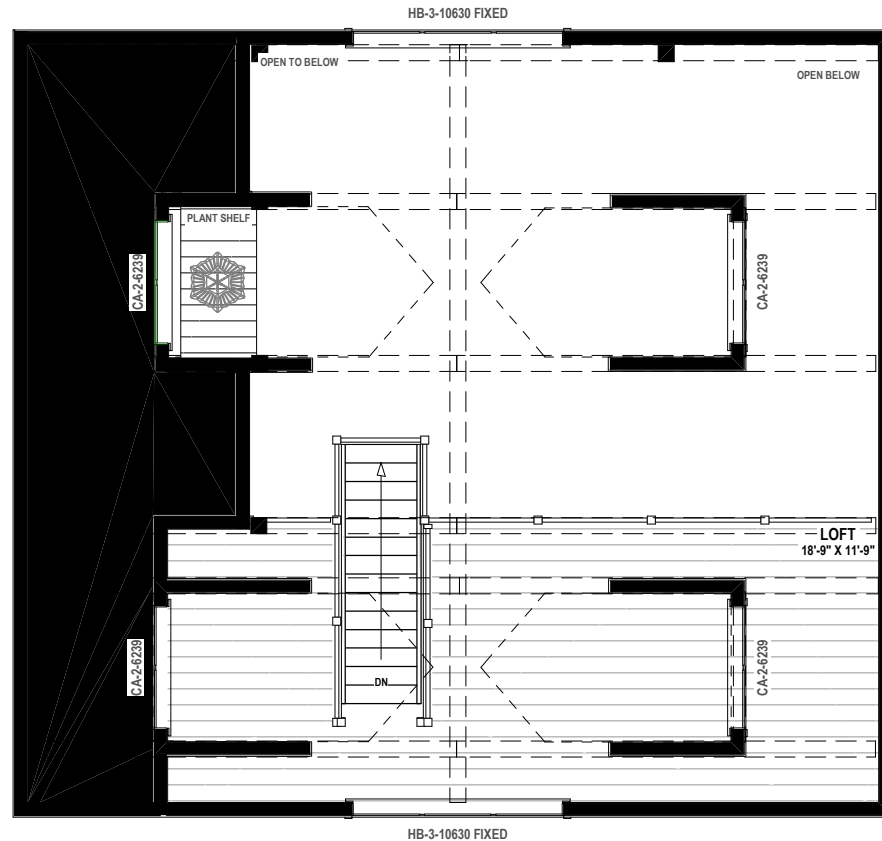 HB-3-10630 FIXED
OPEN TO BELOW
OPEN BELOW
PLANT SHELF
CA-2-6239
CA-2-6239
LOFT
18'-9" X 11'-9"
CA-2-6239
CA-2-6239
DN
HB-3-10630 FIXED